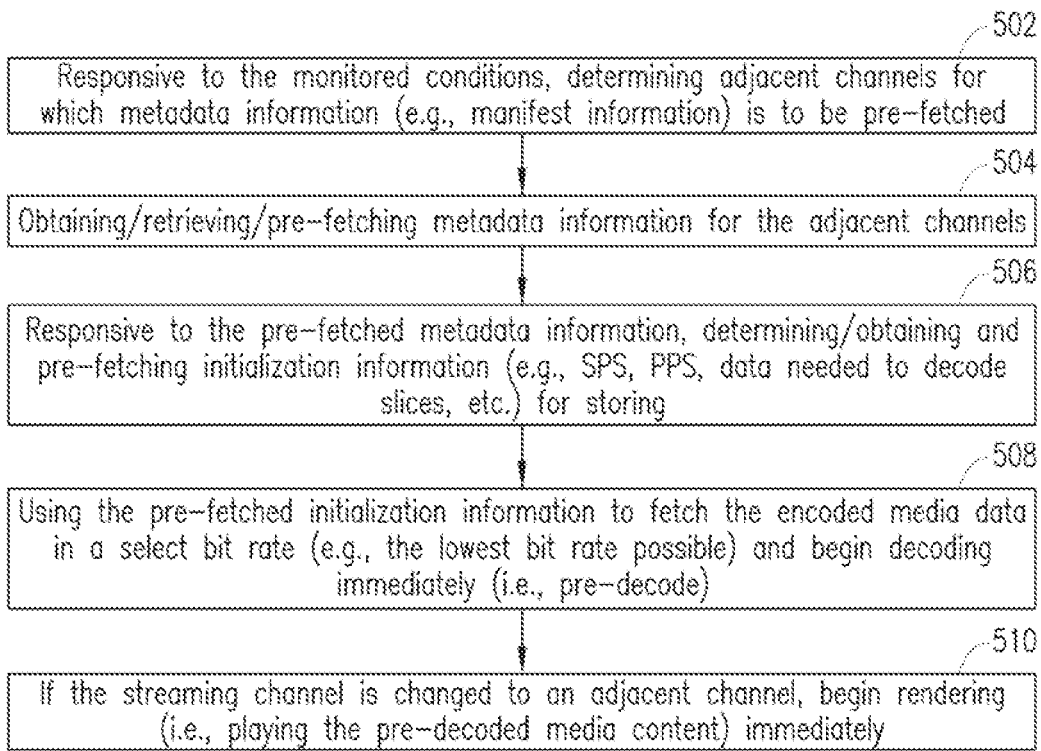 502
Responsive to the monitored conditions, determining adjacent channels for
which metadata information (e.g., manifest information) is to be pre-fetched
504
Obtaining/retrieving/pre-fetching metadata information for the adjacent channels
506
Responsive to the pre-fetched metadata information, determining/obtaining and
pre-fetching initialization information (e.g., SPS, PPS, data needed to decode
slices, etc.) for storing
508
Using the pre-fetched initialization information to fetch the encoded media data
in a select bit rate (e.g., the lowest bit rate possible) and begin decoding
immediately (i.e., pre-decode)
510
If the streaming channel is changed to an adjacent channel, begin rendering
(i.e., playing the pre-decoded media content) immediately